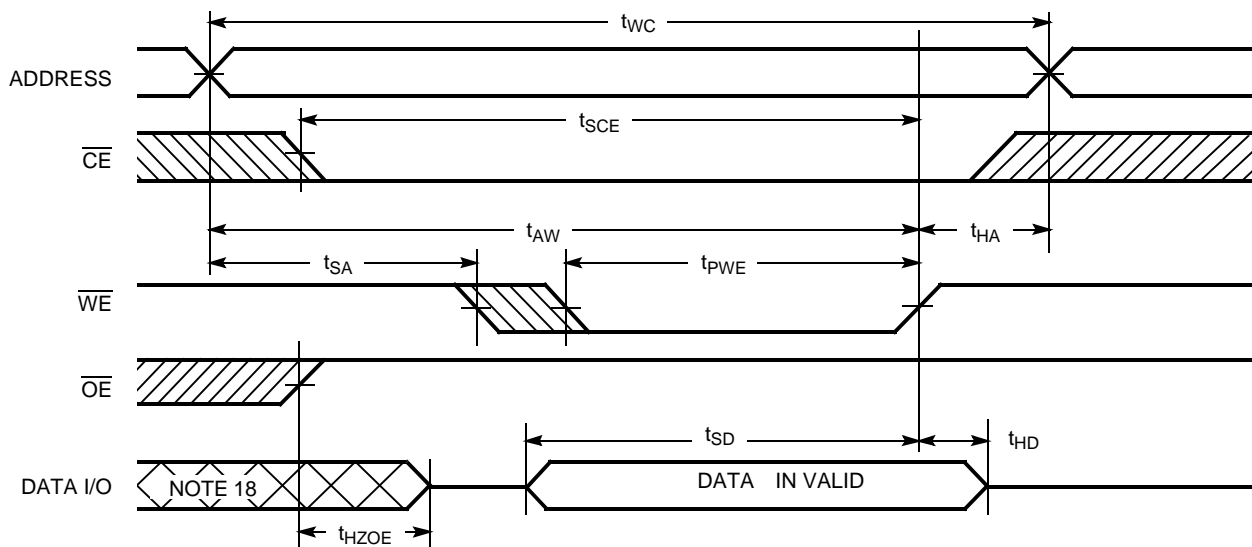 tWC
ADDRESS
tSCE
CE
tAW
tHA
tSA
tPWE
WE
OE
tSD
tHD
DATA I/O
NOTE 18
DATA IN VALID
tHZOE